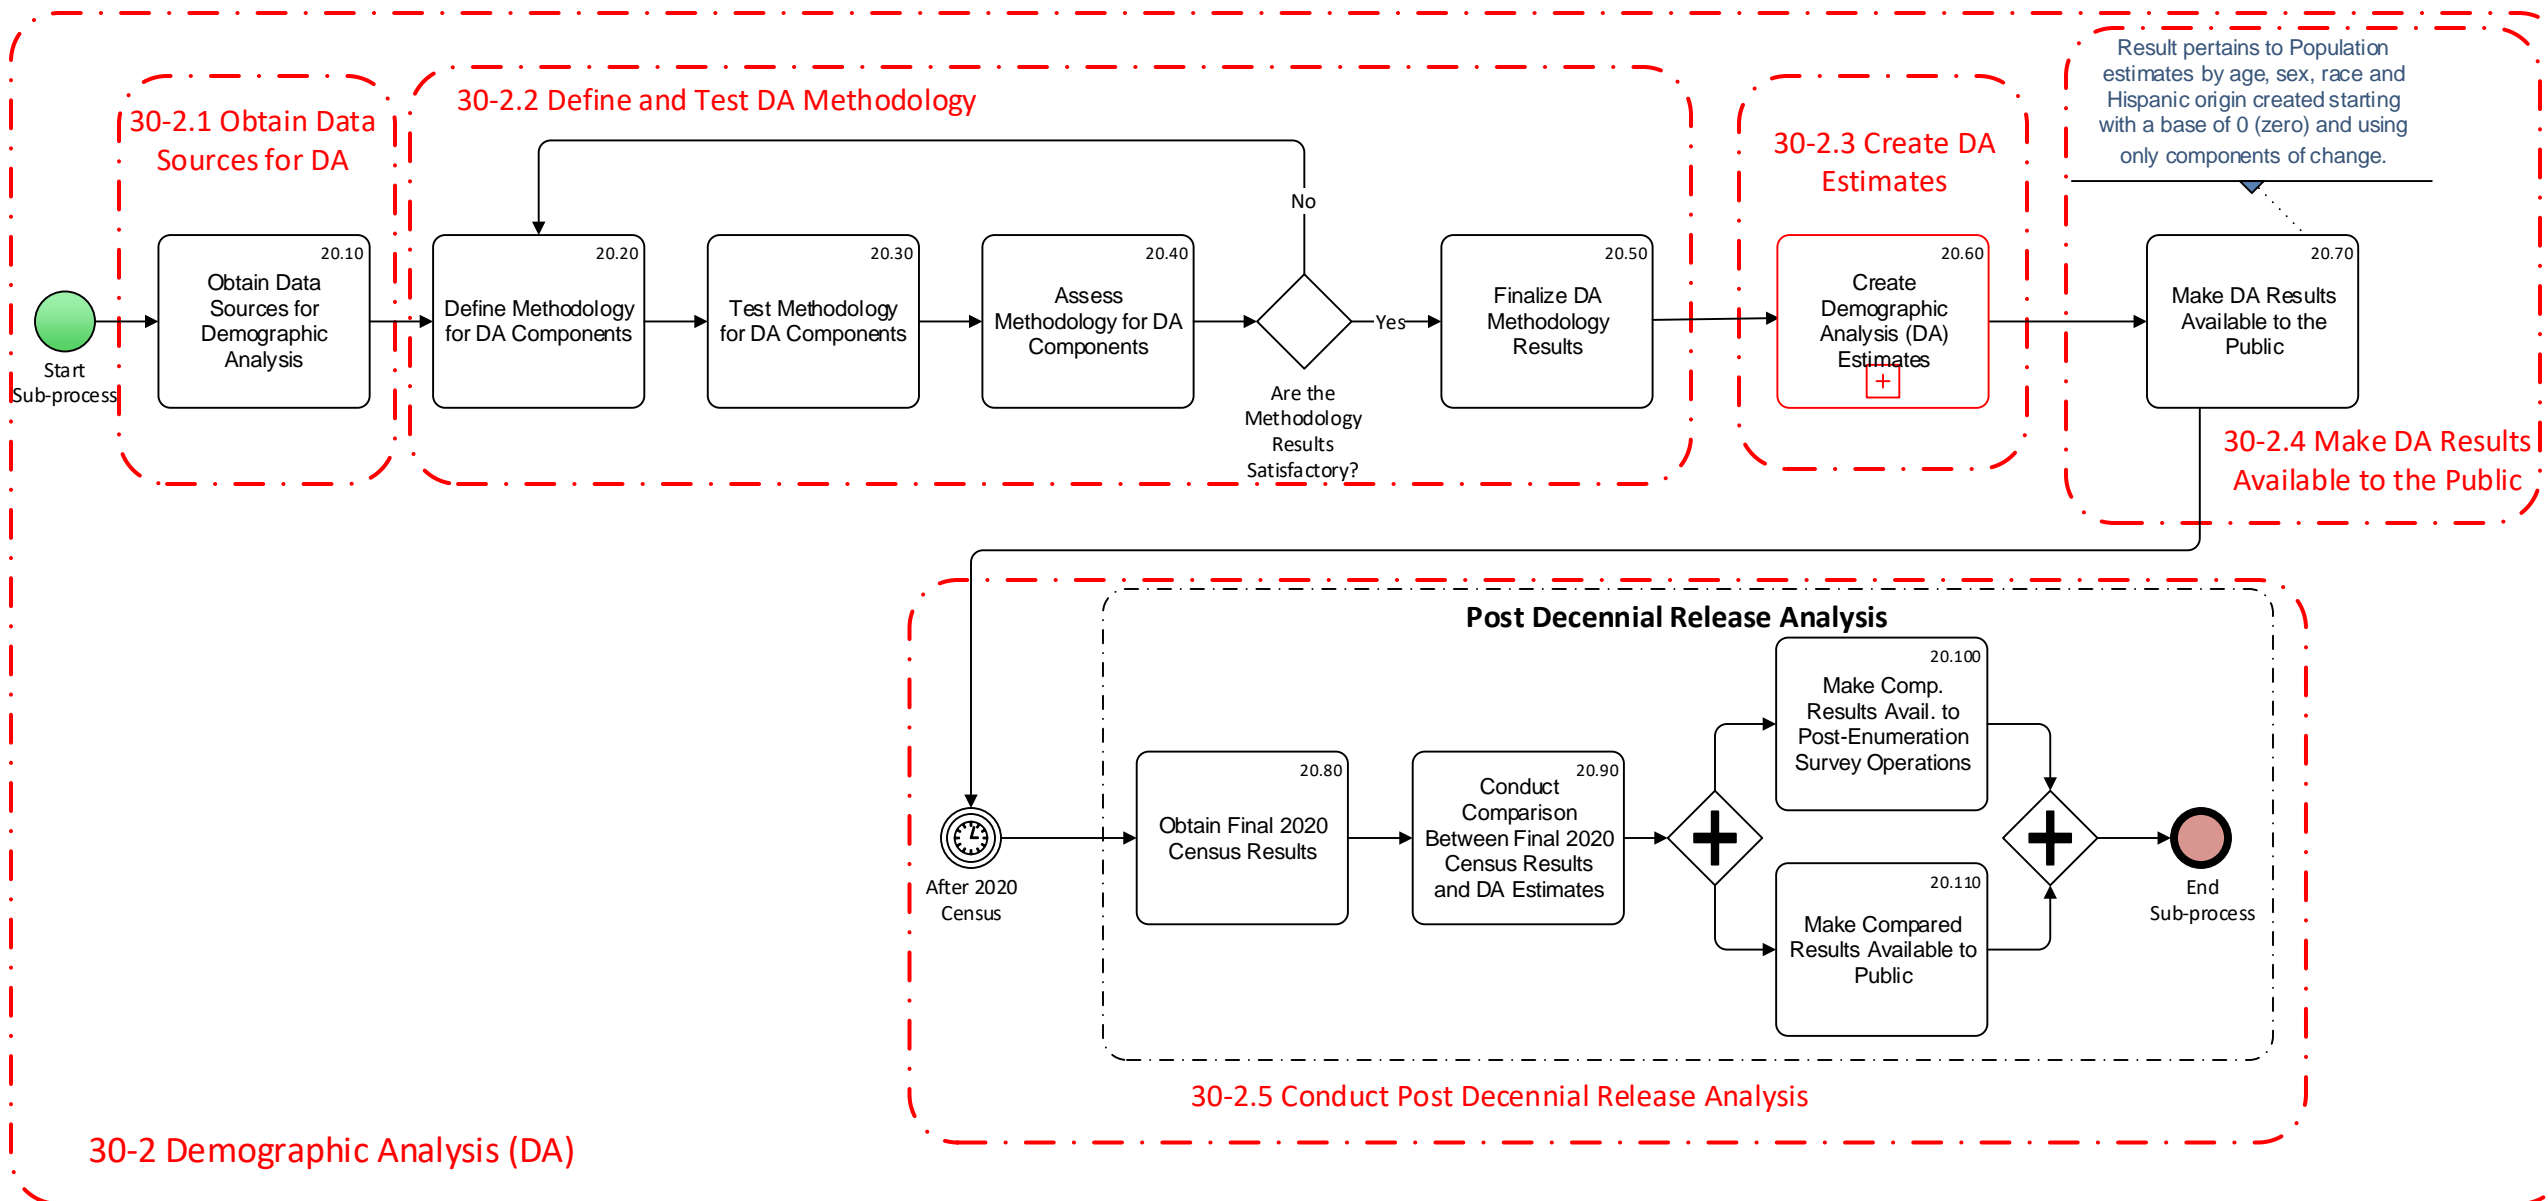 Result pertains to Population
estimates by age, sex, race and
Hispanic origin created starting
with a base of 0 (zero) and using
only components of change.
30-2.1 Obtain Data
Sources for DA
30-2.2 Define and Test DA Methodology
30-2.3 Create DA
Estimates
No
20.10
Obtain Data
Sources for
Demographic
Analysis
20.20
Define Methodology
for DA Components
20.30
Test Methodology
for DA Components
20.40
Assess
Methodology for DA
Components
Yes
20.50
Finalize DA
Methodology
Results
20.60
Create
Demographic
Analysis (DA)
Estimates
20.70
Make DA Results
Available to the
Public
Start
Sub-process
Are the
Methodology
Results
Satisfactory?
30-2.4 Make DA Results
Available to the Public
Post Decennial Release Analysis
20.100
Make Comp.
Results Avail. to
Post-Enumeration
Survey Operations
20.80
Obtain Final 2020
Census Results
20.90
Conduct
Comparison
Between Final 2020
Census Results
and DA Estimates
20.110
Make Compared
Results Available to
Public
After 2020
Census
End
Sub-process
30-2.5 Conduct Post Decennial Release Analysis
30-2 Demographic Analysis (DA)